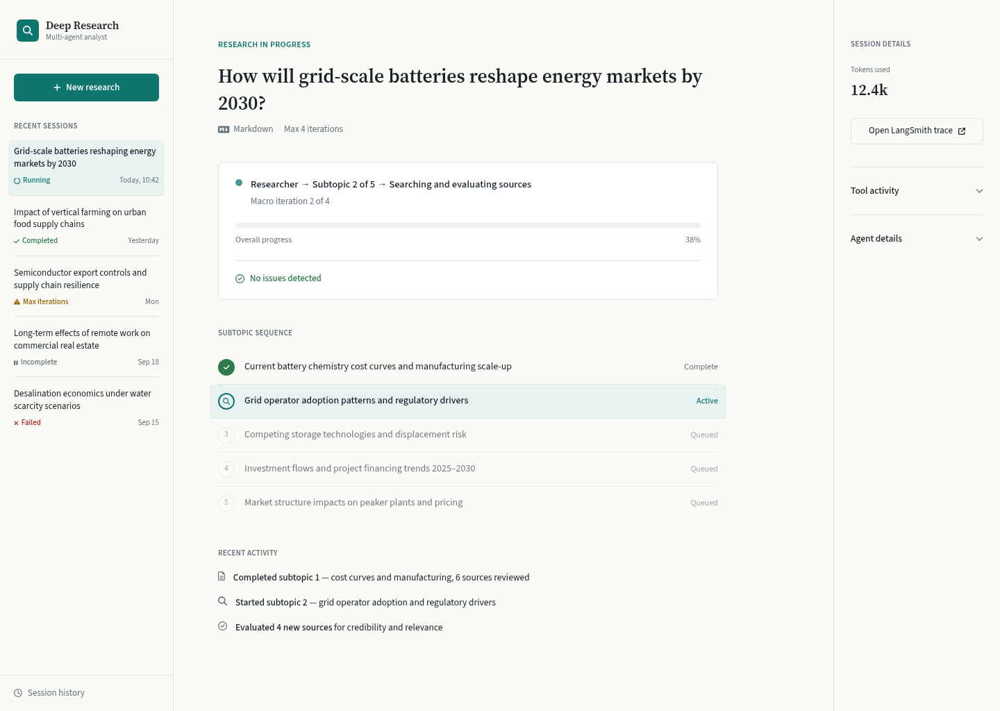 Deep Research
Multi-agent analyst
New research
RECENT SESSIONS
Grid-scale batteries reshaping energy
markets by 2030
Running
Today, 10:42
Impact of vertical farming on urban
food supply chains
Completed
Yesterday
Semiconductor export controls and
supply chain resilience
Max iterations
Mon
Long-term effects of remote work on
commercial real estate
Incomplete
Sep 18
Desalination economics under water
scarcity scenarios
Failed
Sep 15
Session history
RESEARCH IN PROGRESS
How will grid-scale batteries reshape energy markets by
2030?
Markdown · Max 4 iterations
Researcher → Subtopic 2 of 5 → Searching and evaluating sources
Macro iteration 2 of 4
Overall progress
38%
No issues detected
SUBTOPIC SEQUENCE
Current battery chemistry cost curves and manufacturing scale-up
Complete
Grid operator adoption patterns and regulatory drivers
Active
3 Competing storage technologies and displacement risk
Queued
4 Investment flows and project financing trends 2025–2030
Queued
5 Market structure impacts on peaker plants and pricing
Queued
RECENT ACTIVITY
Completed subtopic 1 — cost curves and manufacturing, 6 sources reviewed
Started subtopic 2 — grid operator adoption and regulatory drivers
Evaluated 4 new sources for credibility and relevance
SESSION DETAILS
Tokens used
12.4k
Open LangSmith trace
Tool activity
Agent details